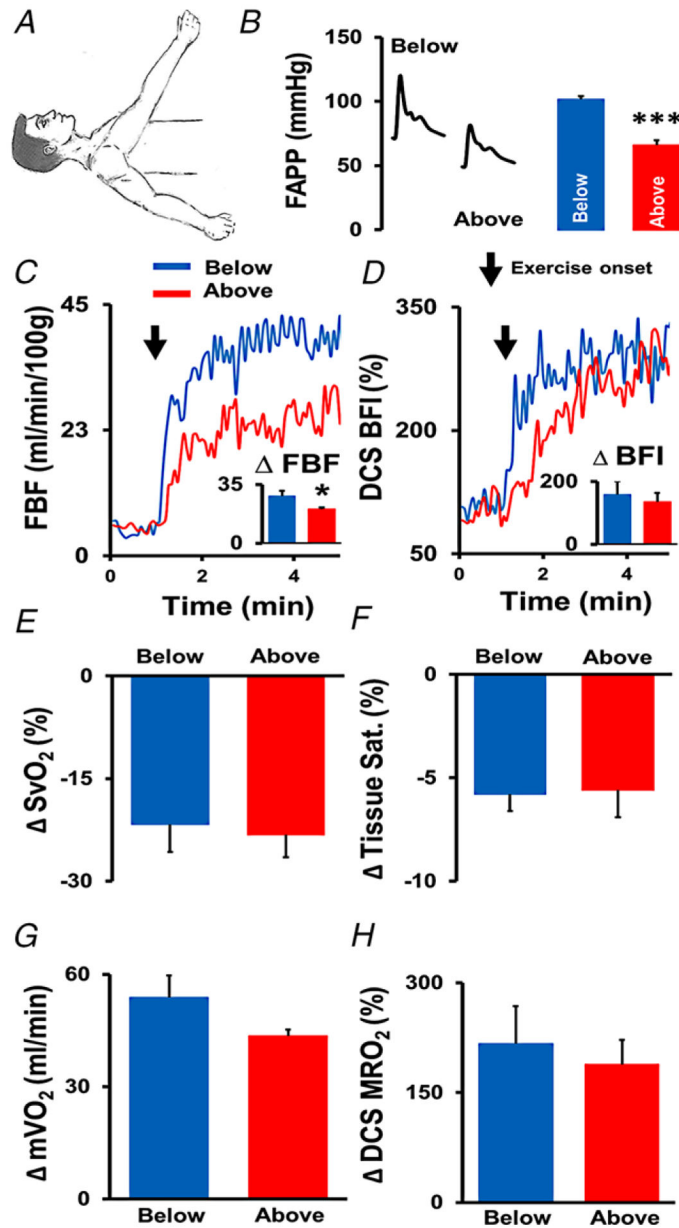 A
B
FAPP (mmHg)
150
100
50
0
Below
Above
***
Below
Above
C
Below
Above
D
Exercise onset
FBF (ml/min/100g)
45
23
0
Δ FBF
35
0
*
2
4
Time (min)
DCS BFI (%)
350
200
50
Δ BFI
200
0
0
2
4
Time (min)
E
Δ SvO2 (%)
0
-15
-30
Below
Above
F
Δ Tissue Sat. (%)
0
-5
-10
Below
Above
G
Δ mVO2 (ml/min)
60
30
0
Below
Above
H
Δ DCS MRO2 (%)
300
150
0
Below
Above